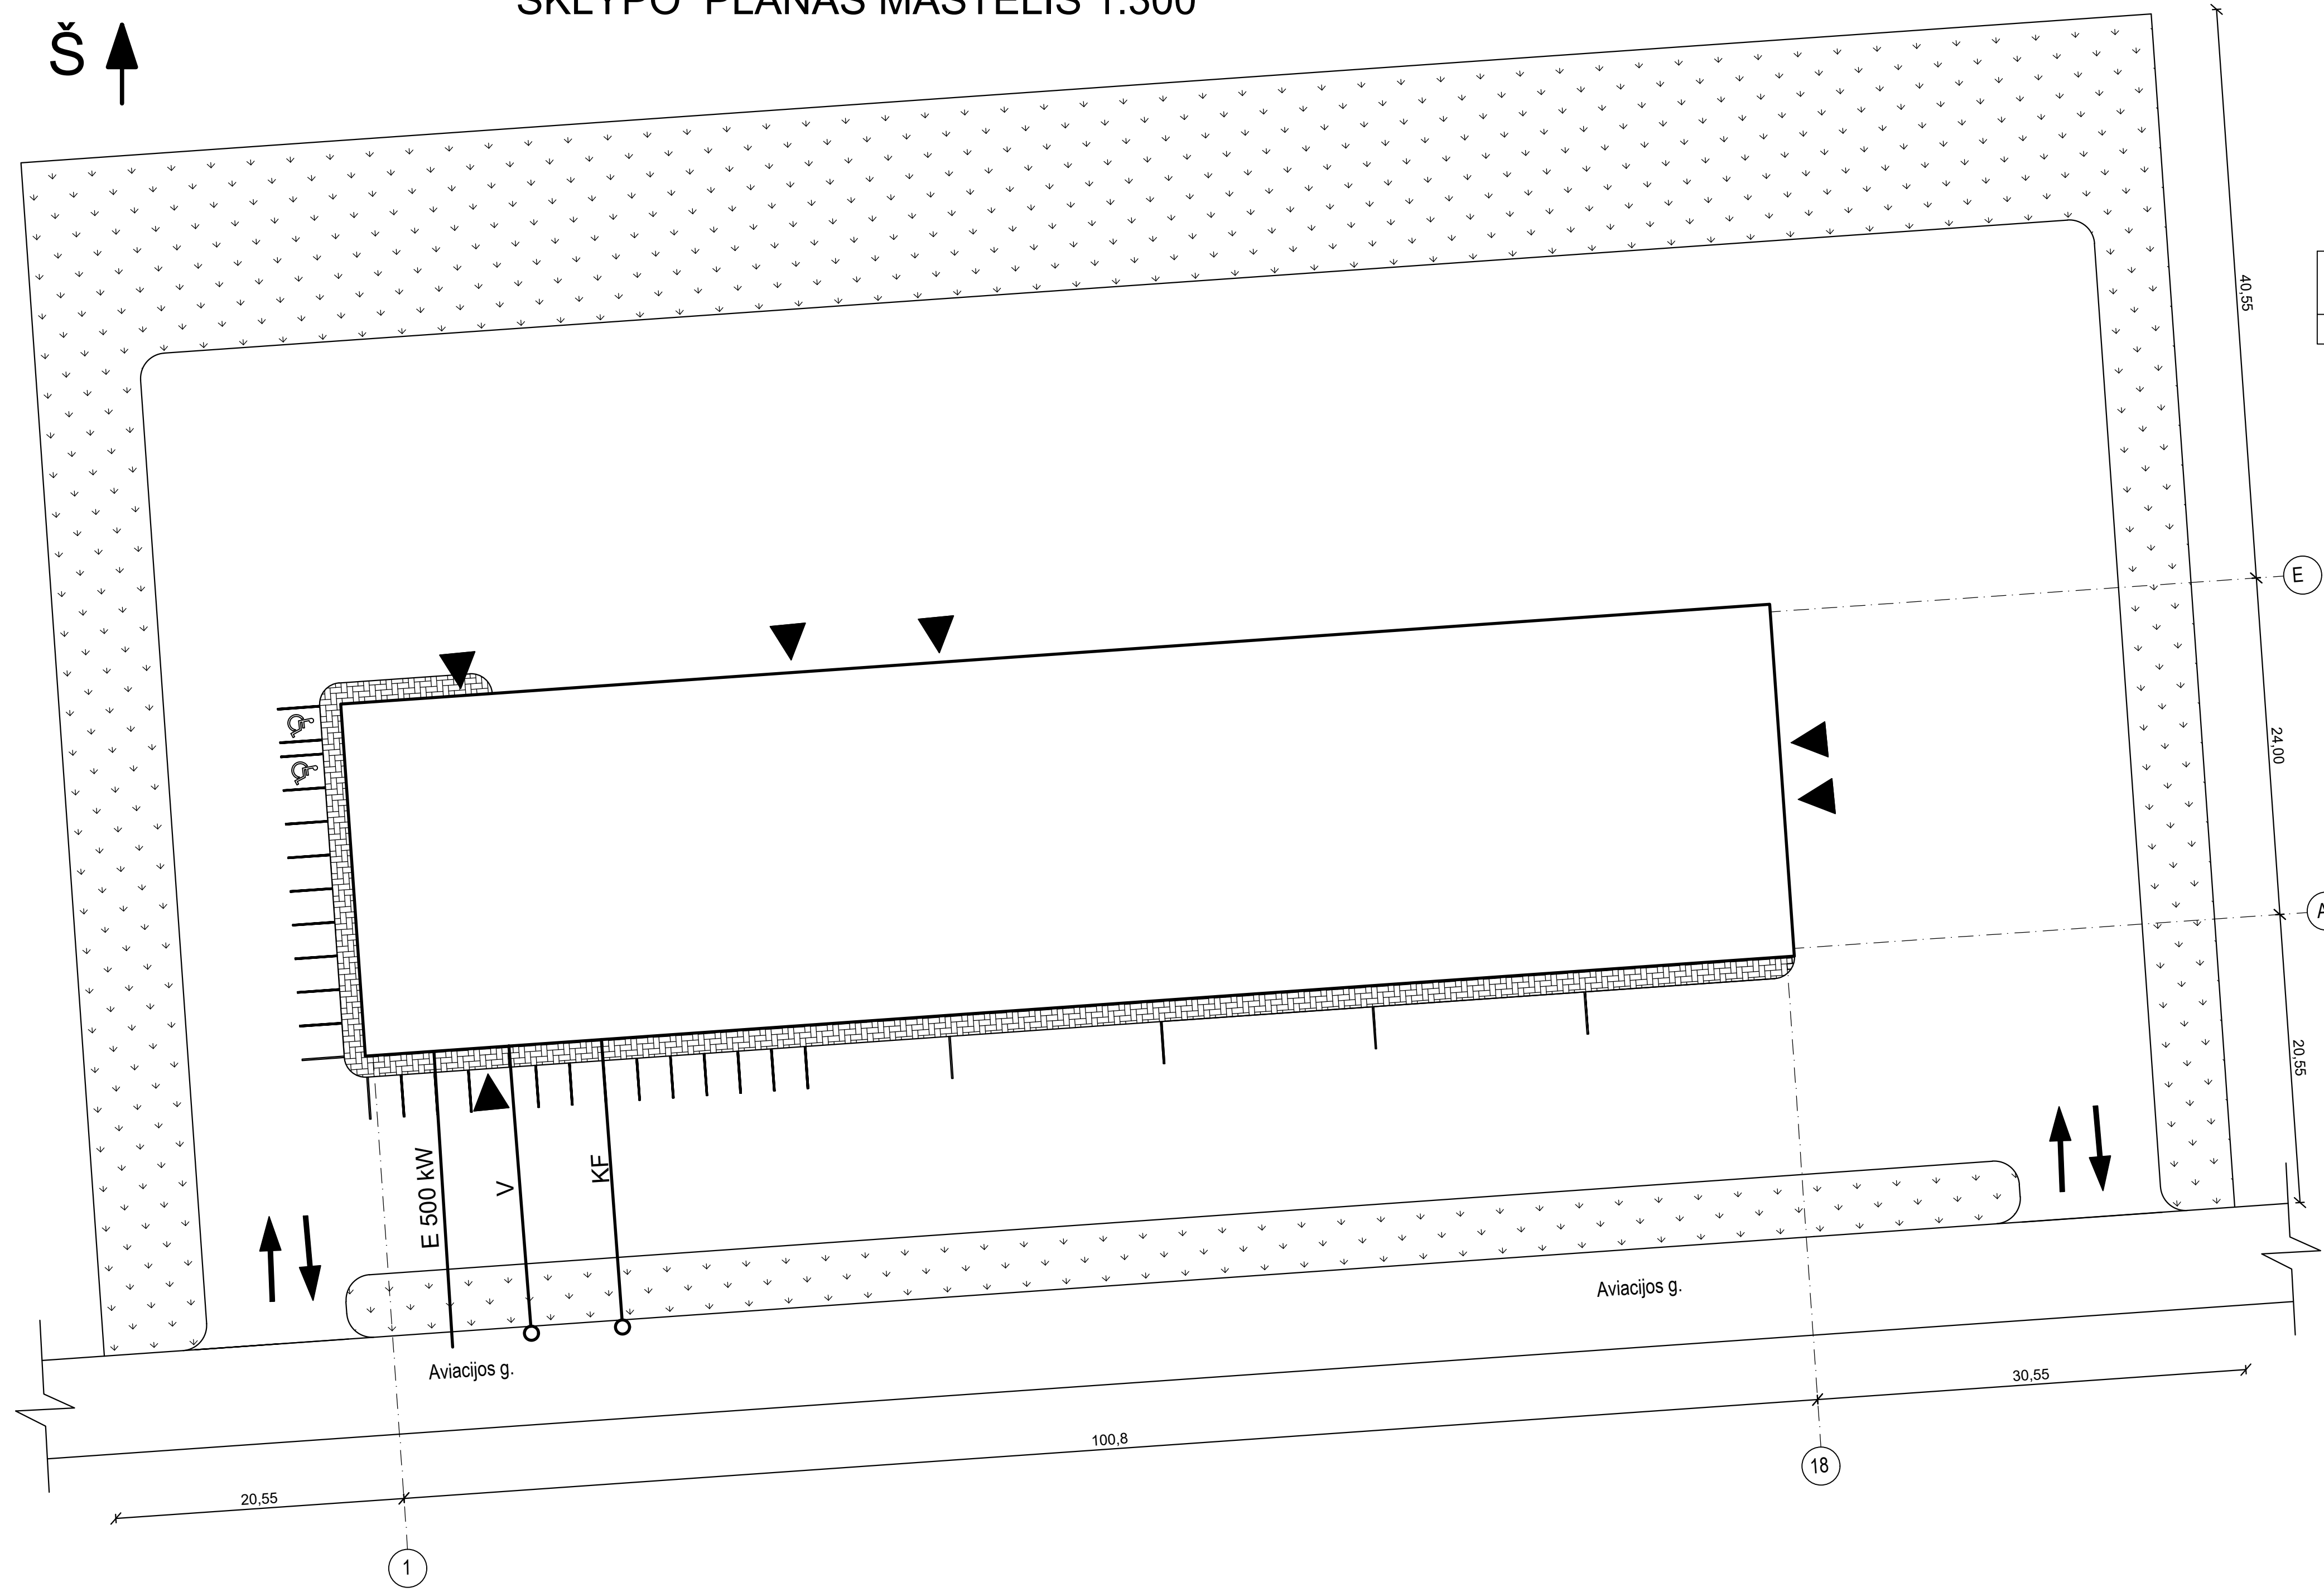 SKLYPO PLANAS MASTELIS 1:500
Š
40,55
E
24,00
A
20,55
E 500 kW
V
KF
Aviacijos g.
Aviacijos g.
30,55
100,8
18
20,55
1